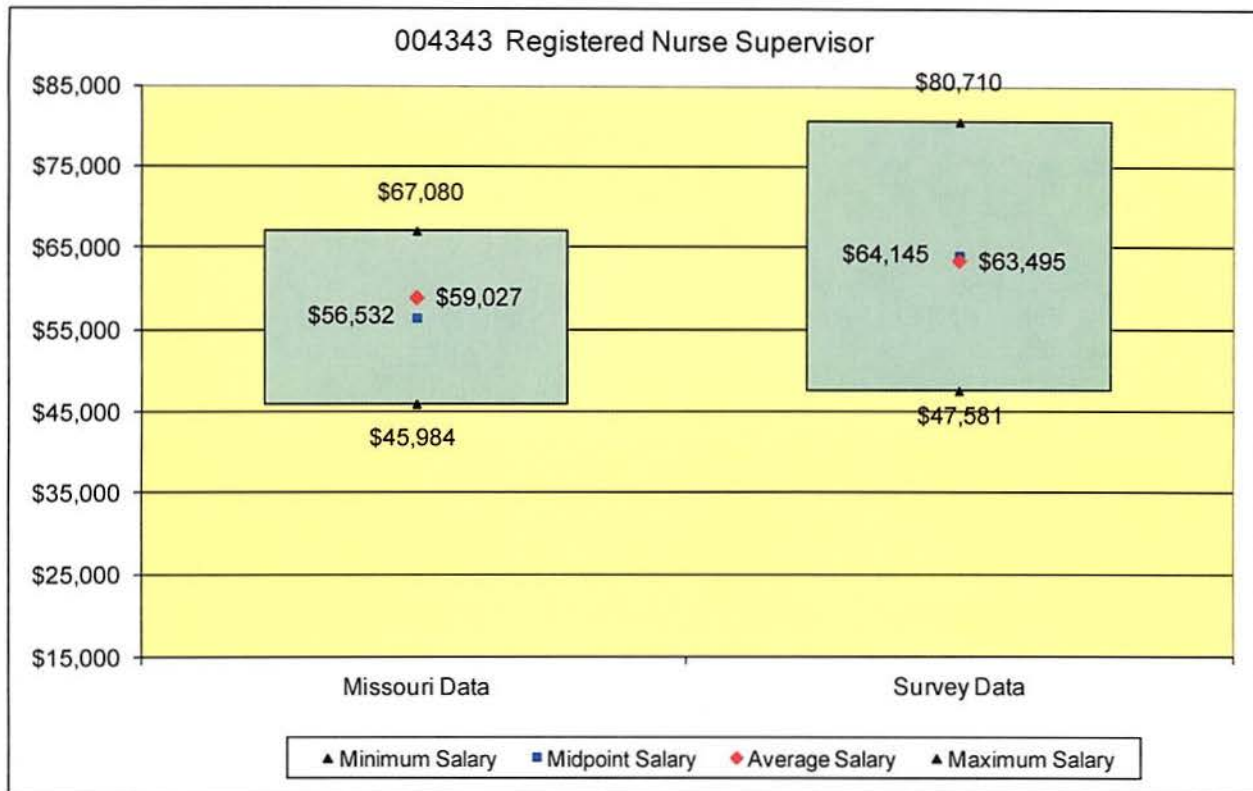 004343 Registered Nurse Supervisor
$85,000
$80,710
$75,000
$67,080
$65,000
$64,145
$63,495
$59,027
$56,532
$55,000
$47,581
$45,000
$45,984
$35,000
$25,000
$15,000
Missouri Data
Survey Data
Minimum Salary
Midpoint Salary
Average Salary
Maximum Salary